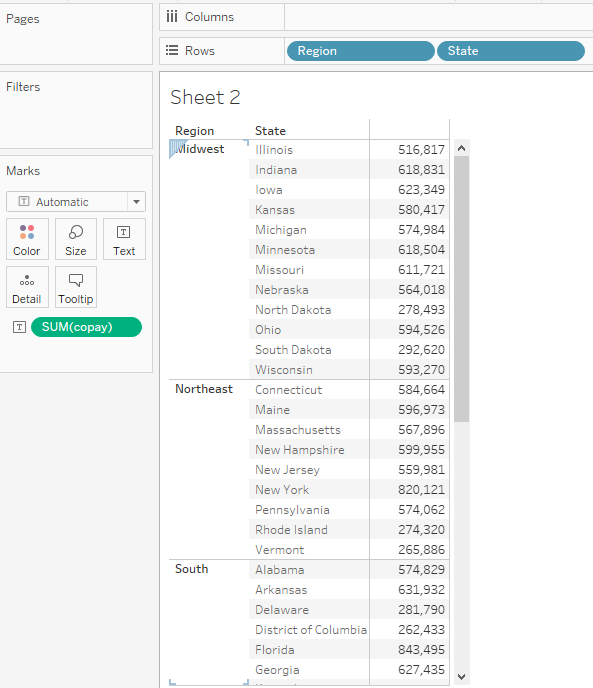 Pages
Columns
Rows Region State
Filters
Marks
Automatic
Color Size Text
Detail Tooltip
SUM(copay)
Sheet 2
Region State
Midwest Illinois 516,817
Indiana 618,831
Iowa 623,349
Kansas 580,417
Michigan 574,984
Minnesota 618,504
Missouri 611,721
Nebraska 564,018
North Dakota 278,493
Ohio 594,526
South Dakota 292,620
Wisconsin 593,270
Northeast Connecticut 584,664
Maine 596,973
Massachusetts 567,896
New Hampshire 599,955
New Jersey 559,981
New York 820,121
Pennsylvania 574,062
Rhode Island 274,320
Vermont 265,886
South Alabama 574,829
Arkansas 631,932
Delaware 281,790
District of Columbia 262,433
Florida 843,495
Georgia 627,435